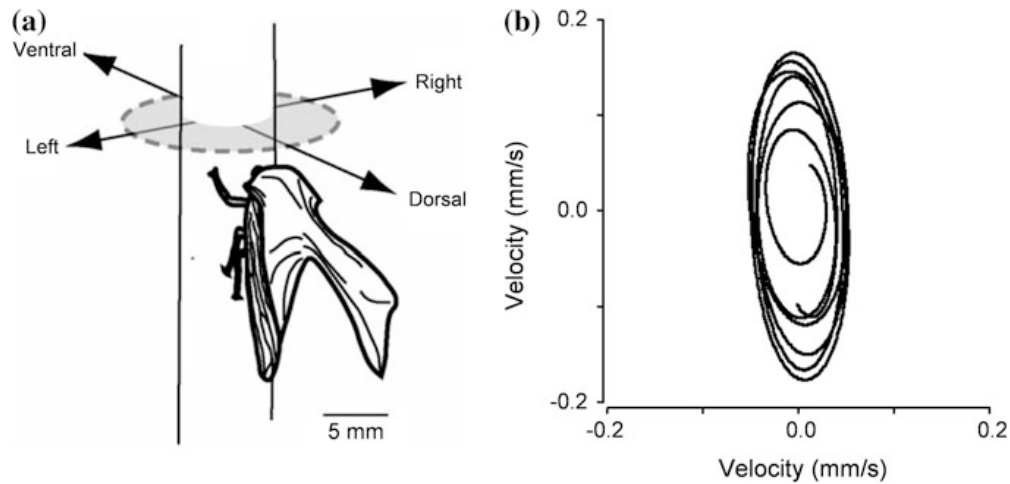 (a)
Ventral
Right
Left
Dorsal
5 mm
(b)
0.2
0.0
-0.2
Velocity (mm/s)
-0.2
0.0
0.2
Velocity (mm/s)